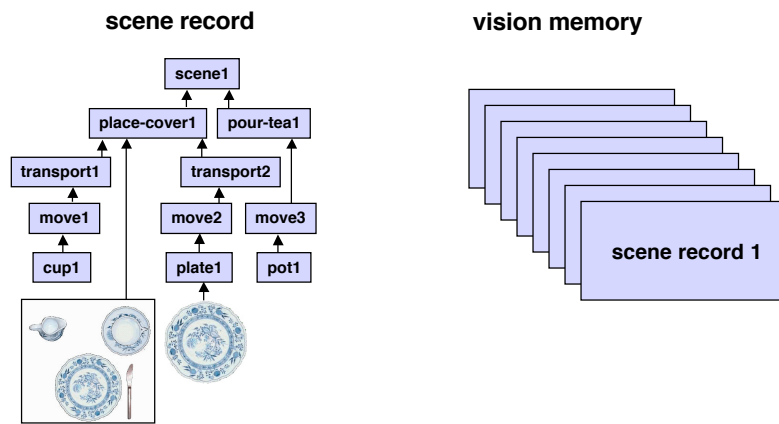 scene record
vision memory
scene1
place-cover1
pour-tea1
transport1
transport2
move1
move2
move3
cup1
plate1
pot1
scene record 1